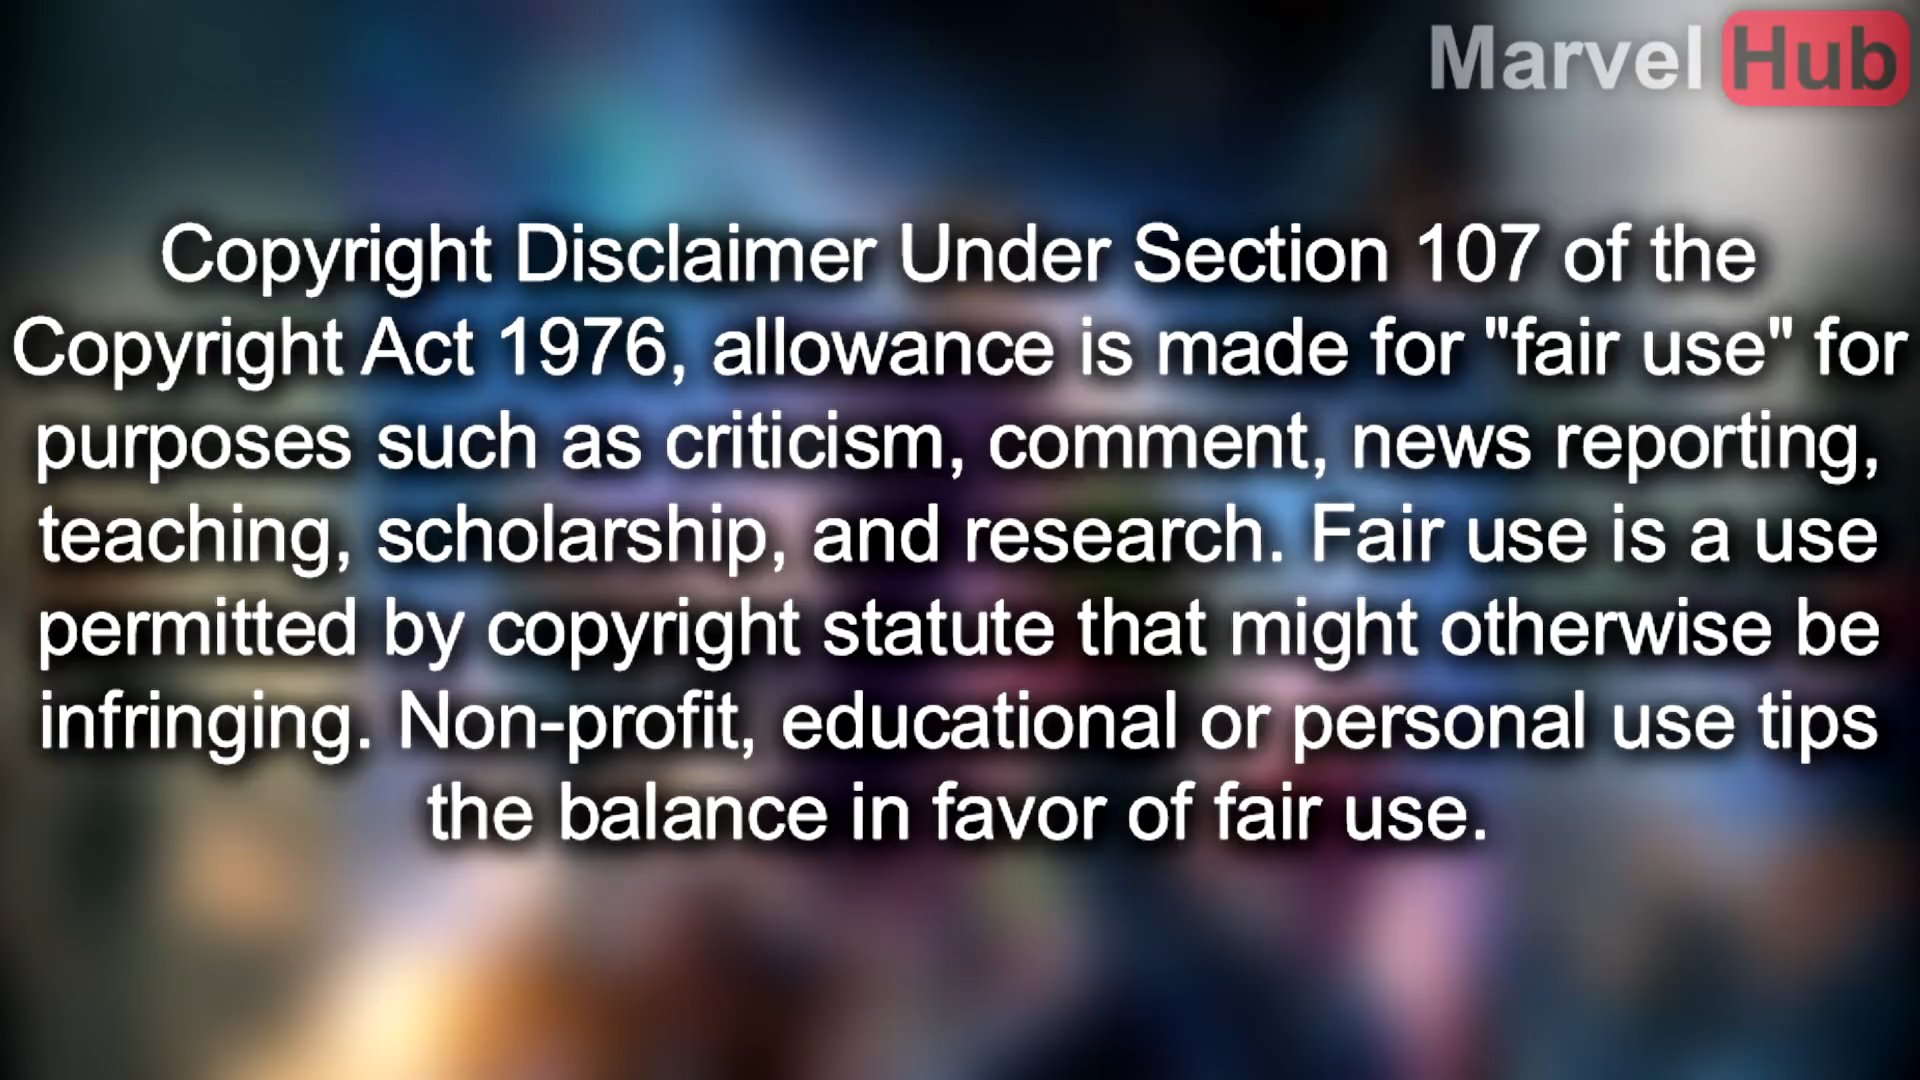 Marvel Hub
Copyright Disclaimer Under Section 107 of the
Copyright Act 1976, allowance is made for "fair use" for
purposes such as criticism, comment, news reporting,
teaching, scholarship, and research. Fair use is a use
permitted by copyright statute that might otherwise be
infringing. Non-profit, educational or personal use tips
the balance in favor of fair use.